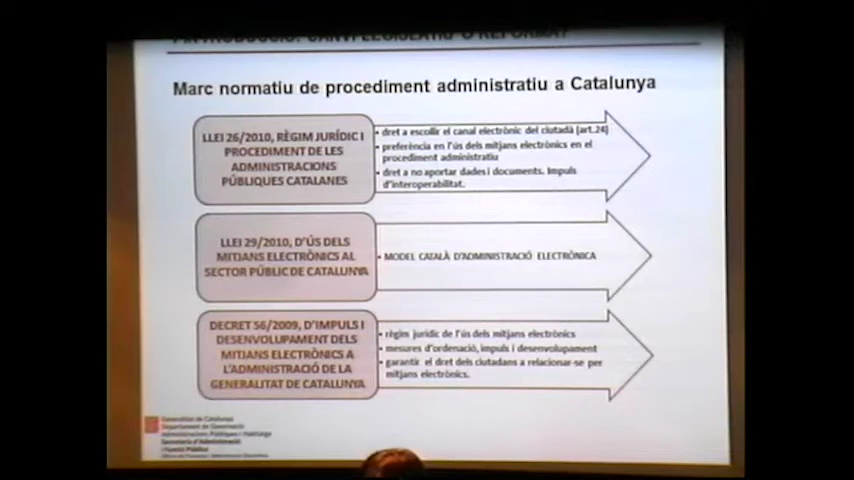 Marc normatiu de procediment administratiu a Catalunya
LLEI 26/2010, RÈGIM JURÍDIC I
PROCEDIMENT DE LES
ADMINISTRACIONS
PÚBLIQUES CATALANES
• dret a escollir el canal electrònic del ciutadà (art.24)
• preferència en l'ús dels mitjans electrònics en el
procediment administratiu
• dret a no aportar dades i documents. Impuls
d'interoperabilitat.
LLEI 29/2010, D'ÚS DELS
MITJANS ELECTRÒNICS AL
SECTOR PÚBLIC DE CATALUNYA
• MODEL CATALÀ D'ADMINISTRACIÓ ELECTRÒNICA
DECRET 56/2009, D'IMPULS I
DESENVOLUPAMENT DELS
MITJANS ELECTRÒNICS A
L'ADMINISTRACIÓ DE LA
GENERALITAT DE CATALUNYA
• règim jurídic de l'ús dels mitjans electrònics
• mesures d'ordenació, impuls i desenvolupament
• garantir el dret dels ciutadans a relacionar-se per
mitjans electrònics.
Generalitat de Catalunya
Departament de Governació
Secretaria d'Administració
i Funció Pública